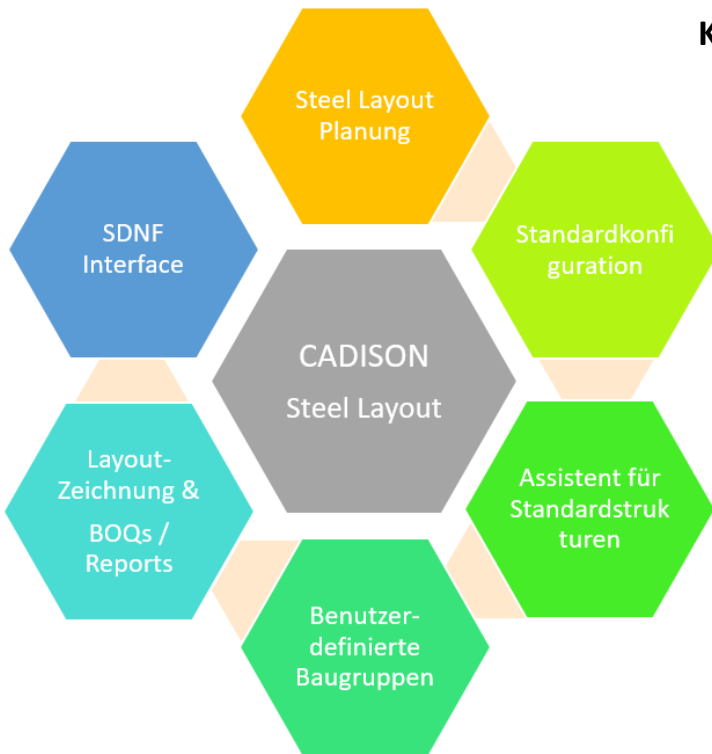 K
Steel Layout
Planung
SDNF
Interface
Standardkonfi
guration
CADISON
Steel Layout
Layout-
Zeichnung &
BOQs /
Reports
Assistent für
Standardstruk
turen
Benutzer-
definierte
Baugruppen